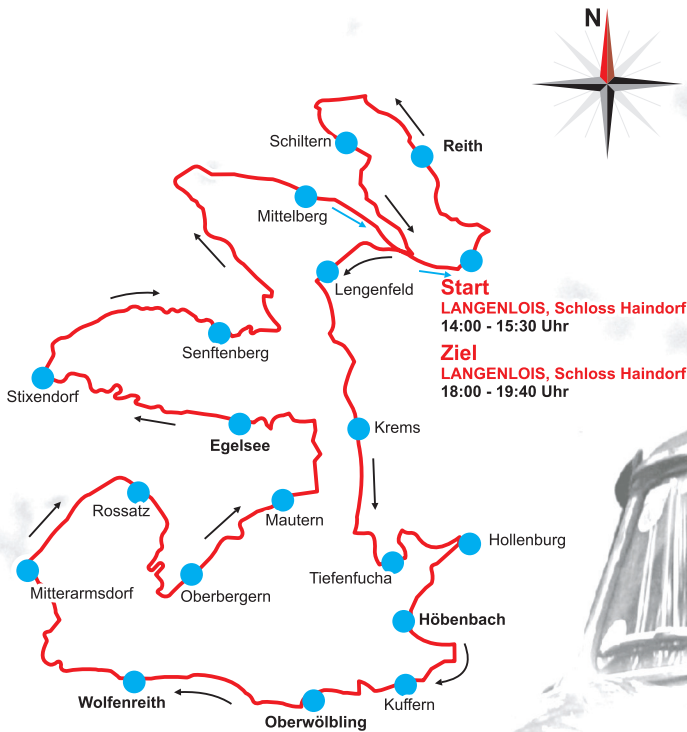 N
Schiltern
Reith
Mittelberg
Lengenfeld
Start
LANGENLOIS, Schloss Haindorf
14:00 - 15:30 Uhr
Ziel
LANGENLOIS, Schloss Haindorf
18:00 - 19:40 Uhr
Senftenberg
Stixendorf
Egelsee
Krems
Rossatz
Mautern
Hollenburg
Mitterarmsdorf
Oberbergern
Tiefenfucha
Höbenbach
Wolfenreith
Oberwölbling
Kuffern